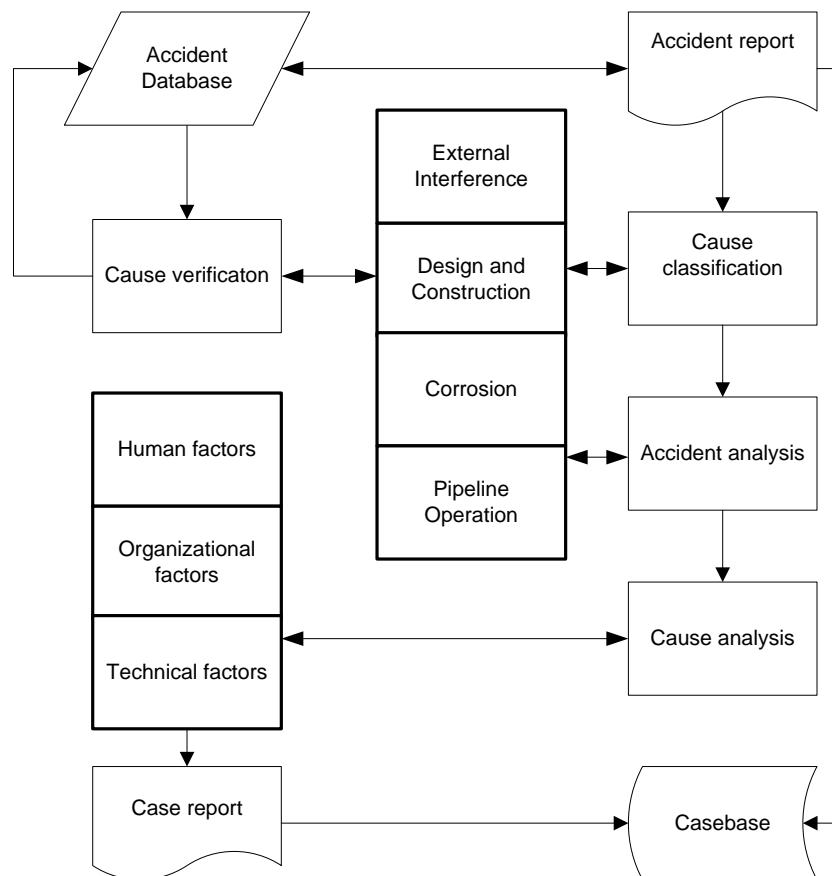 Accident
Database
Accident report
External
Interference
Cause verificaton
Design and
Construction
Cause
classification
Corrosion
Human factors
Accident analysis
Pipeline
Operation
Organizational
factors
Cause analysis
Technical factors
Case report
Casebase